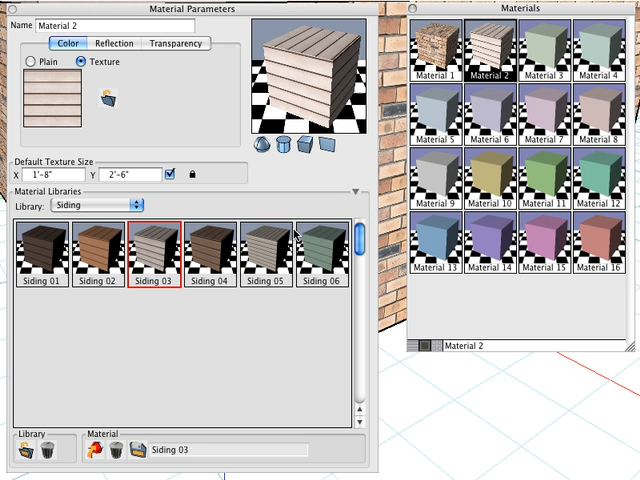 Material Parameters
Name Material 2
Color Reflection Transparency
Plain Texture
Default Texture Size
X 1'-8" Y 2'-6"
Material Libraries
Library: Siding
Siding 01 Siding 02 Siding 03 Siding 04 Siding 05 Siding 06
Library Material
Siding 03
Materials
Material 1 Material 2 Material 3 Material 4
Material 5 Material 6 Material 7 Material 8
Material 9 Material 10 Material 11 Material 12
Material 13 Material 14 Material 15 Material 16
Material 2